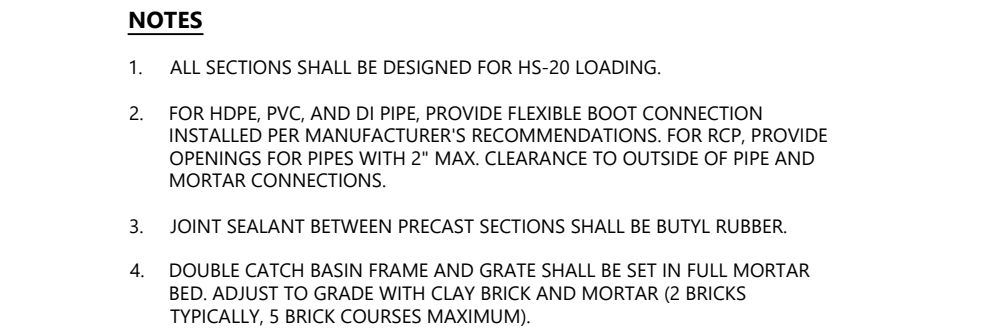 NOTES
1. ALL SECTIONS SHALL BE DESIGNED FOR HS-20 LOADING.
2. FOR HDPE, PVC, AND DI PIPE, PROVIDE FLEXIBLE BOOT CONNECTION
INSTALLED PER MANUFACTURER'S RECOMMENDATIONS. FOR RCP, PROVIDE
OPENINGS FOR PIPES WITH 2" MAX. CLEARANCE TO OUTSIDE OF PIPE AND
MORTAR CONNECTIONS.
3. JOINT SEALANT BETWEEN PRECAST SECTIONS SHALL BE BUTYL RUBBER.
4. DOUBLE CATCH BASIN FRAME AND GRATE SHALL BE SET IN FULL MORTAR
BED. ADJUST TO GRADE WITH CLAY BRICK AND MORTAR (2 BRICKS
TYPICALLY, 5 BRICK COURSES MAXIMUM).